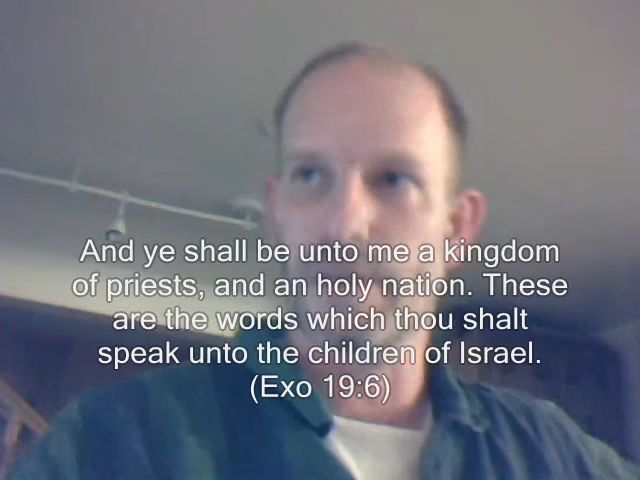 And ye shall be unto me a kingdom
of priests, and an holy nation. These
are the words which thou shalt
speak unto the children of Israel.
(Exo 19:6)